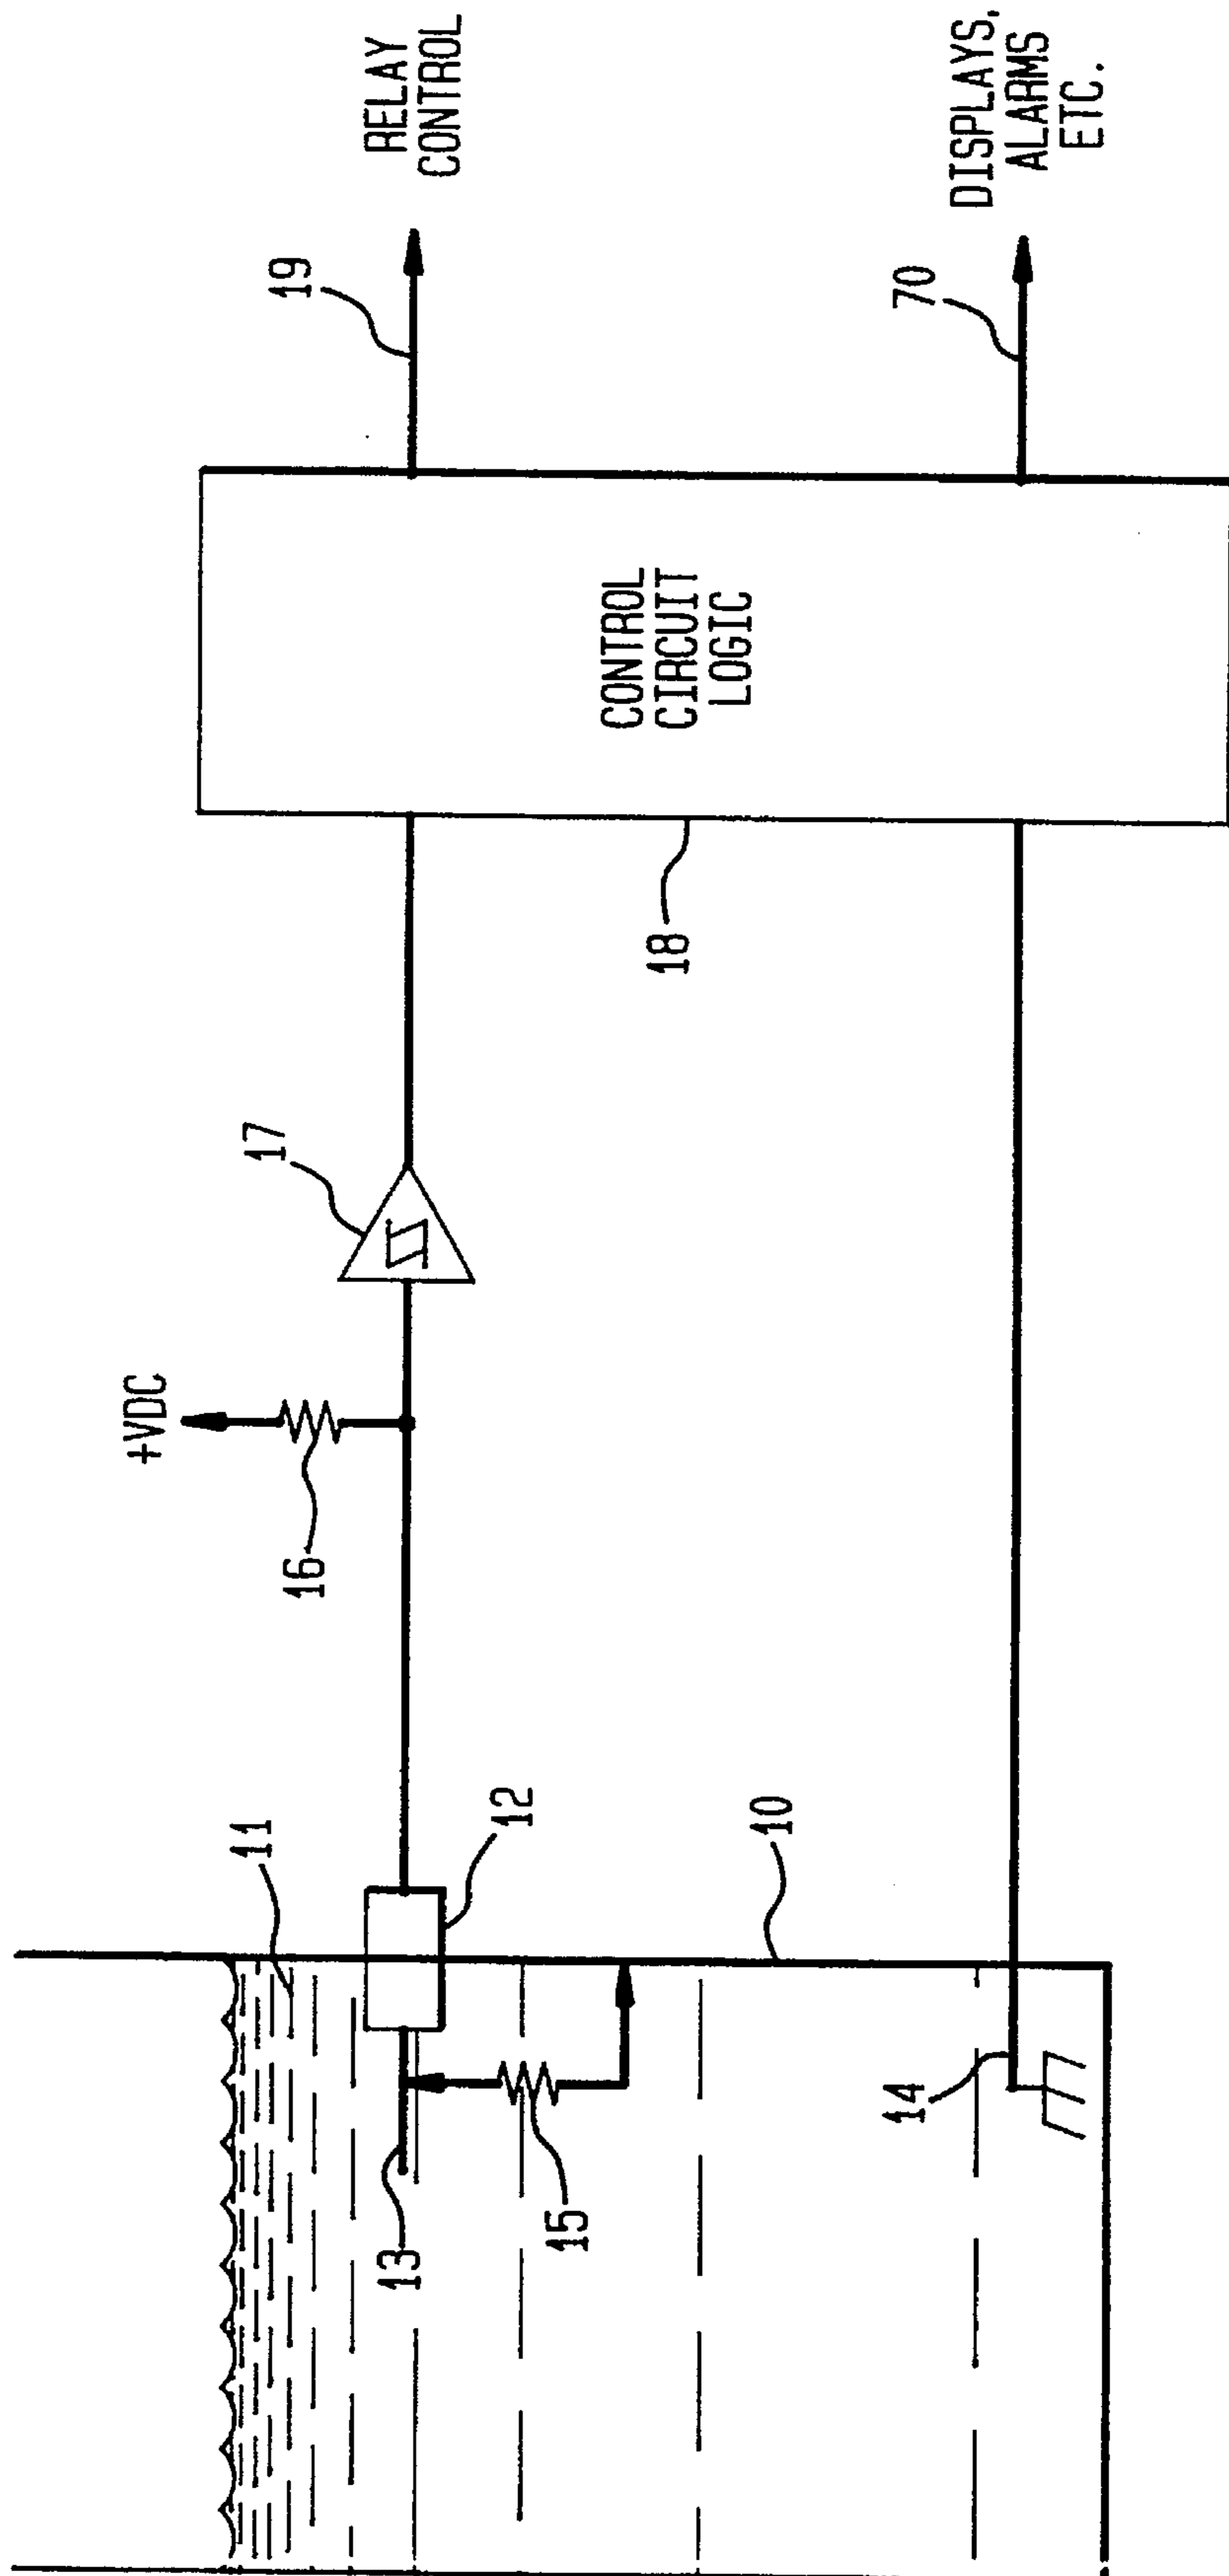 RELAY
CONTROL
19
DISPLAYS,
ALARMS
ETC.
70
CONTROL
CIRCUIT
LOGIC
18
17
+VDC
16
11
12
10
13
15
14